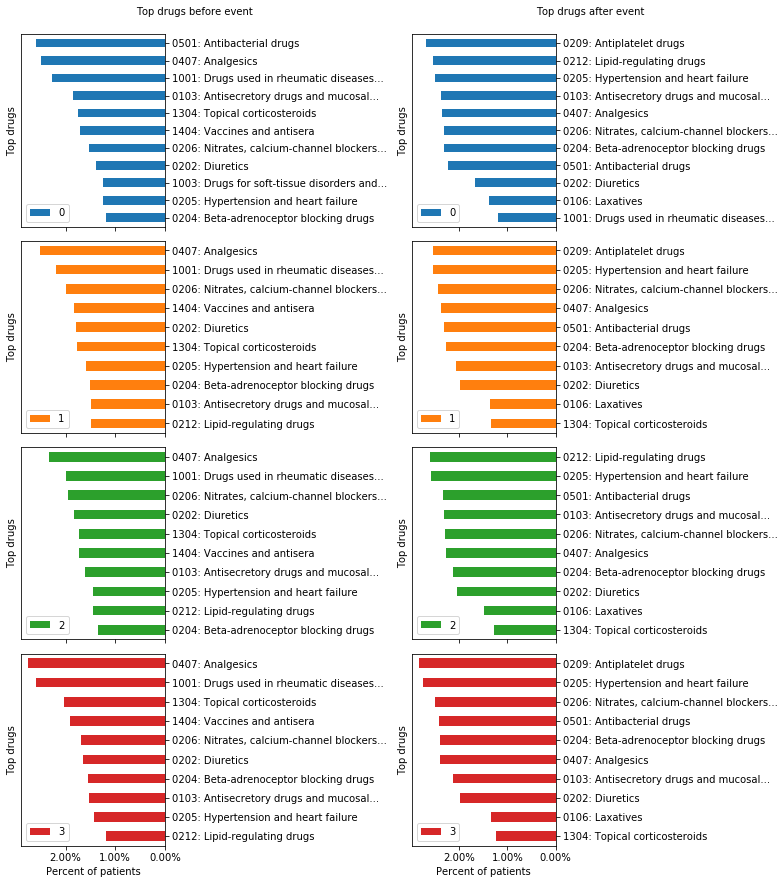 Top drugs before event
Top drugs
0501: Antibacterial drugs
0407: Analgesics
1001: Drugs used in rheumatic diseases...
0103: Antisecretory drugs and mucosal...
1304: Topical corticosteroids
1404: Vaccines and antisera
0206: Nitrates, calcium-channel blockers...
0202: Diuretics
1003: Drugs for soft-tissue disorders and...
0205: Hypertension and heart failure
0204: Beta-adrenoceptor blocking drugs
0
Top drugs
0407: Analgesics
1001: Drugs used in rheumatic diseases...
0206: Nitrates, calcium-channel blockers...
1404: Vaccines and antisera
0202: Diuretics
1304: Topical corticosteroids
0205: Hypertension and heart failure
0204: Beta-adrenoceptor blocking drugs
0103: Antisecretory drugs and mucosal...
0212: Lipid-regulating drugs
1
Top drugs
0407: Analgesics
1001: Drugs used in rheumatic diseases...
0206: Nitrates, calcium-channel blockers...
0202: Diuretics
1304: Topical corticosteroids
1404: Vaccines and antisera
0103: Antisecretory drugs and mucosal...
0205: Hypertension and heart failure
0212: Lipid-regulating drugs
0204: Beta-adrenoceptor blocking drugs
2
Top drugs
0407: Analgesics
1001: Drugs used in rheumatic diseases...
1304: Topical corticosteroids
1404: Vaccines and antisera
0206: Nitrates, calcium-channel blockers...
0202: Diuretics
0204: Beta-adrenoceptor blocking drugs
0103: Antisecretory drugs and mucosal...
0205: Hypertension and heart failure
0212: Lipid-regulating drugs
3
2.00% 1.00% 0.00%
Percent of patients
Top drugs after event
Top drugs
0209: Antiplatelet drugs
0212: Lipid-regulating drugs
0205: Hypertension and heart failure
0103: Antisecretory drugs and mucosal...
0407: Analgesics
0206: Nitrates, calcium-channel blockers...
0204: Beta-adrenoceptor blocking drugs
0501: Antibacterial drugs
0202: Diuretics
0106: Laxatives
1001: Drugs used in rheumatic diseases...
0
Top drugs
0209: Antiplatelet drugs
0205: Hypertension and heart failure
0206: Nitrates, calcium-channel blockers...
0407: Analgesics
0501: Antibacterial drugs
0204: Beta-adrenoceptor blocking drugs
0103: Antisecretory drugs and mucosal...
0202: Diuretics
0106: Laxatives
1304: Topical corticosteroids
1
Top drugs
0212: Lipid-regulating drugs
0205: Hypertension and heart failure
0501: Antibacterial drugs
0103: Antisecretory drugs and mucosal...
0206: Nitrates, calcium-channel blockers...
0407: Analgesics
0204: Beta-adrenoceptor blocking drugs
0202: Diuretics
0106: Laxatives
1304: Topical corticosteroids
2
Top drugs
0209: Antiplatelet drugs
0205: Hypertension and heart failure
0206: Nitrates, calcium-channel blockers...
0501: Antibacterial drugs
0204: Beta-adrenoceptor blocking drugs
0407: Analgesics
0103: Antisecretory drugs and mucosal...
0202: Diuretics
0106: Laxatives
1304: Topical corticosteroids
3
2.00% 1.00% 0.00%
Percent of patients